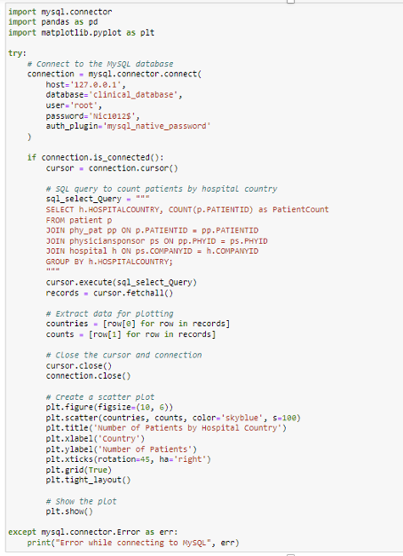 import mysql.connector
import pandas as pd
import matplotlib.pyplot as plt
try:
# Connect to the MySQL database
connection = mysql.connector.connect(
host='127.0.0.1',
database='clinical_database',
user='root',
password='Nic1012$',
auth_plugin='mysql_native_password'
)
if connection.is_connected():
cursor = connection.cursor()
# SQL query to count patients by hospital country
sql_select_Query = """
SELECT h.HOSPITALCOUNTRY, COUNT(p.PATIENTID) as PatientCount
FROM patient p
JOIN phy_pat pp ON p.PATIENTID = pp.PATIENTID
JOIN physiciansponsor ps ON pp.PHYID = ps.PHYID
JOIN hospital h ON ps.COMPANYID = h.COMPANYID
GROUP BY h.HOSPITALCOUNTRY;
"""
cursor.execute(sql_select_Query)
records = cursor.fetchall()
# Extract data for plotting
countries = [row[0] for row in records]
counts = [row[1] for row in records]
# Close the cursor and connection
cursor.close()
connection.close()
# Create a scatter plot
plt.figure(figsize=(10, 6))
plt.scatter(countries, counts, color='skyblue', s=100)
plt.title('Number of Patients by Hospital Country')
plt.xlabel('Country')
plt.ylabel('Number of Patients')
plt.xticks(rotation=45, ha='right')
plt.grid(True)
plt.tight_layout()
# Show the plot
plt.show()
except mysql.connector.Error as err:
print("Error while connecting to MySQL", err)